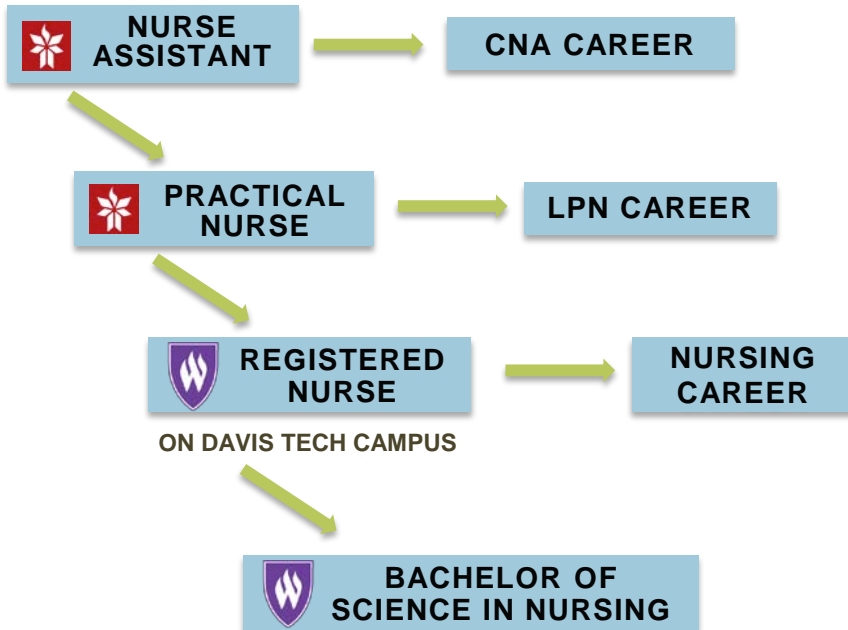 NURSE
ASSISTANT
CNA CAREER
PRACTICAL
NURSE
LPN CAREER
REGISTERED
NURSE
NURSING
CAREER
ON DAVIS TECH CAMPUS
BACHELOR OF
SCIENCE IN NURSING